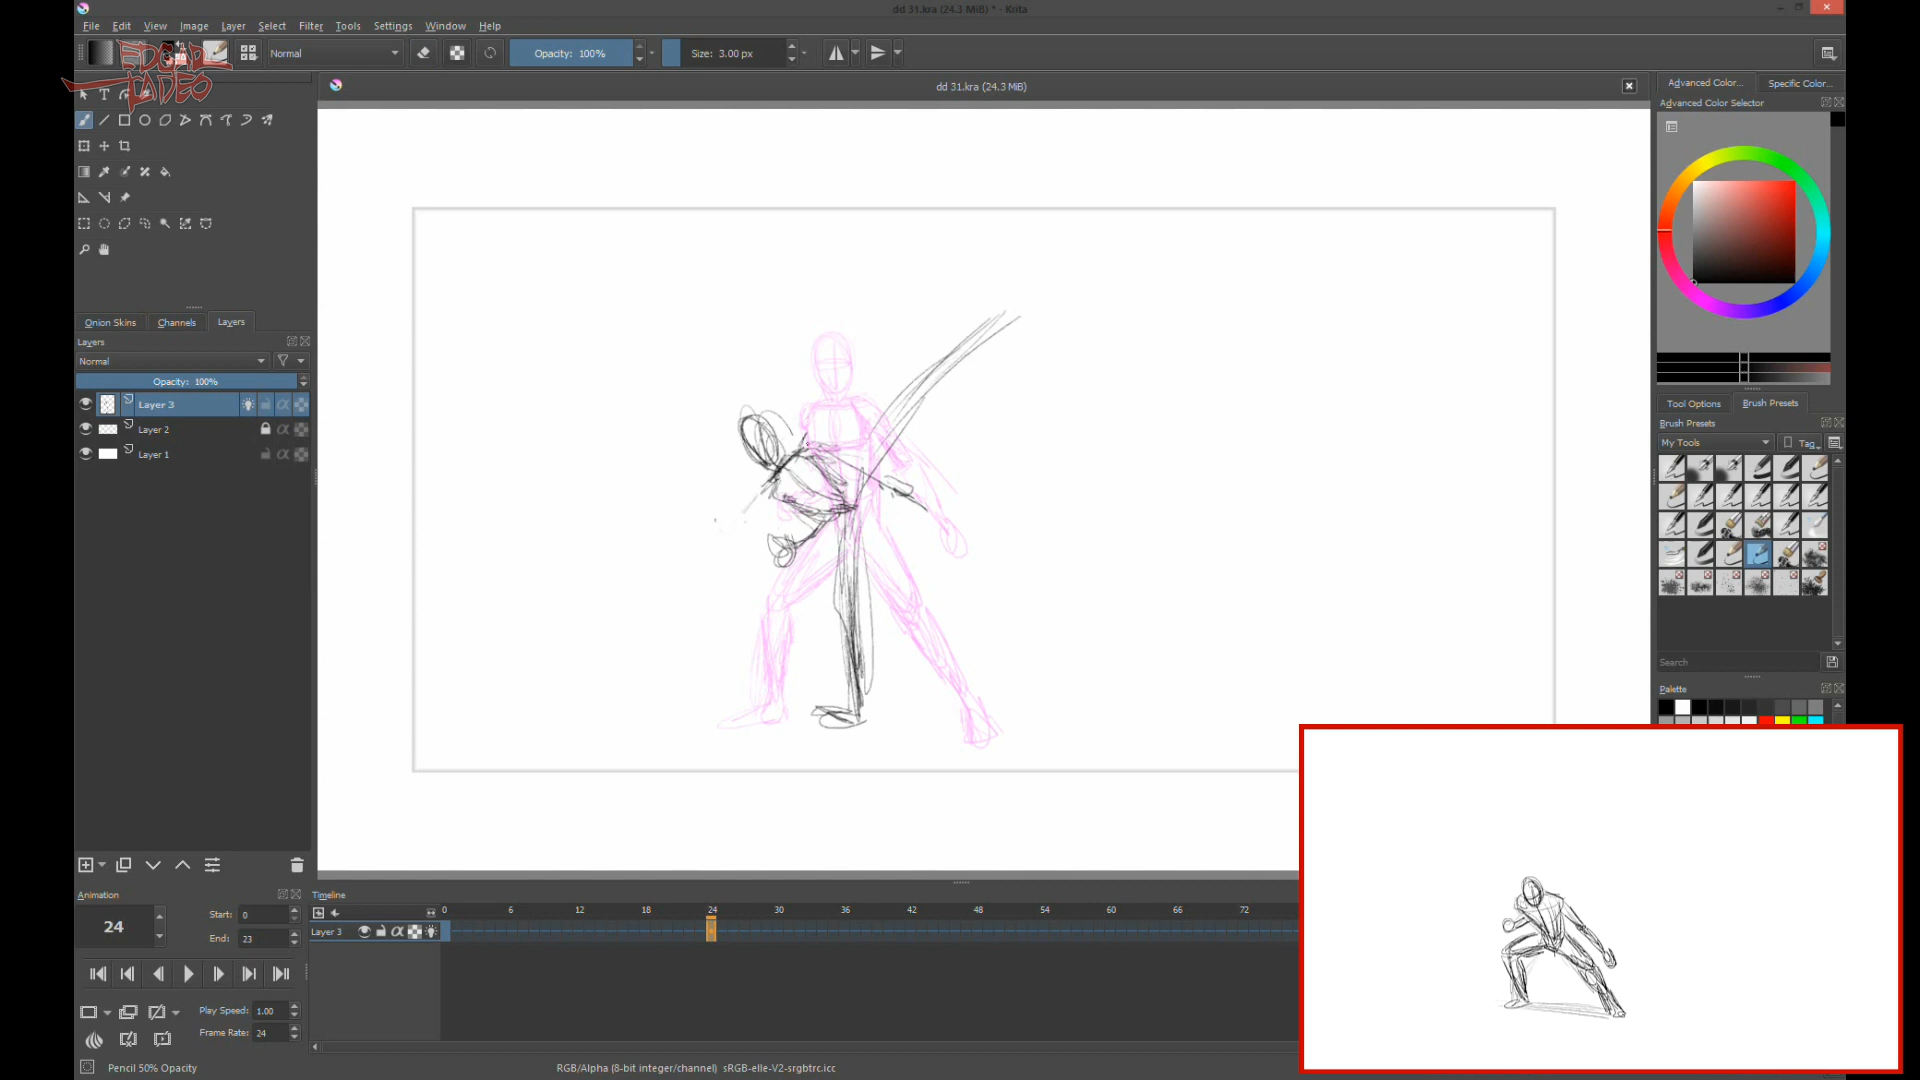 dd 31.kra (24.3 MiB) * - Krita
File Edit View Image Layer Select Filter Tools Settings Window Help
EDGAR TADEO
Normal
Opacity: 100%
Size: 3.00 px
dd 31.kra (24.3 MiB)
Advanced Color... Specific Color...
Advanced Color Selector
Onion Skins Channels Layers
Layers
Normal
Opacity: 100%
Layer 3
Layer 2
Layer 1
Tool Options Brush Presets
Brush Presets
My Tools Tag
Search
Palette
Animation
24
Start: 0
End: 23
Play Speed: 1.00
Frame Rate: 24
Timeline
0 6 12 18 24 30 36 42 48 54 60 66 72
Layer 3
Pencil 50% Opacity
RGB/Alpha (8-bit integer/channel) sRGB-elle-V2-srgbtrc.icc